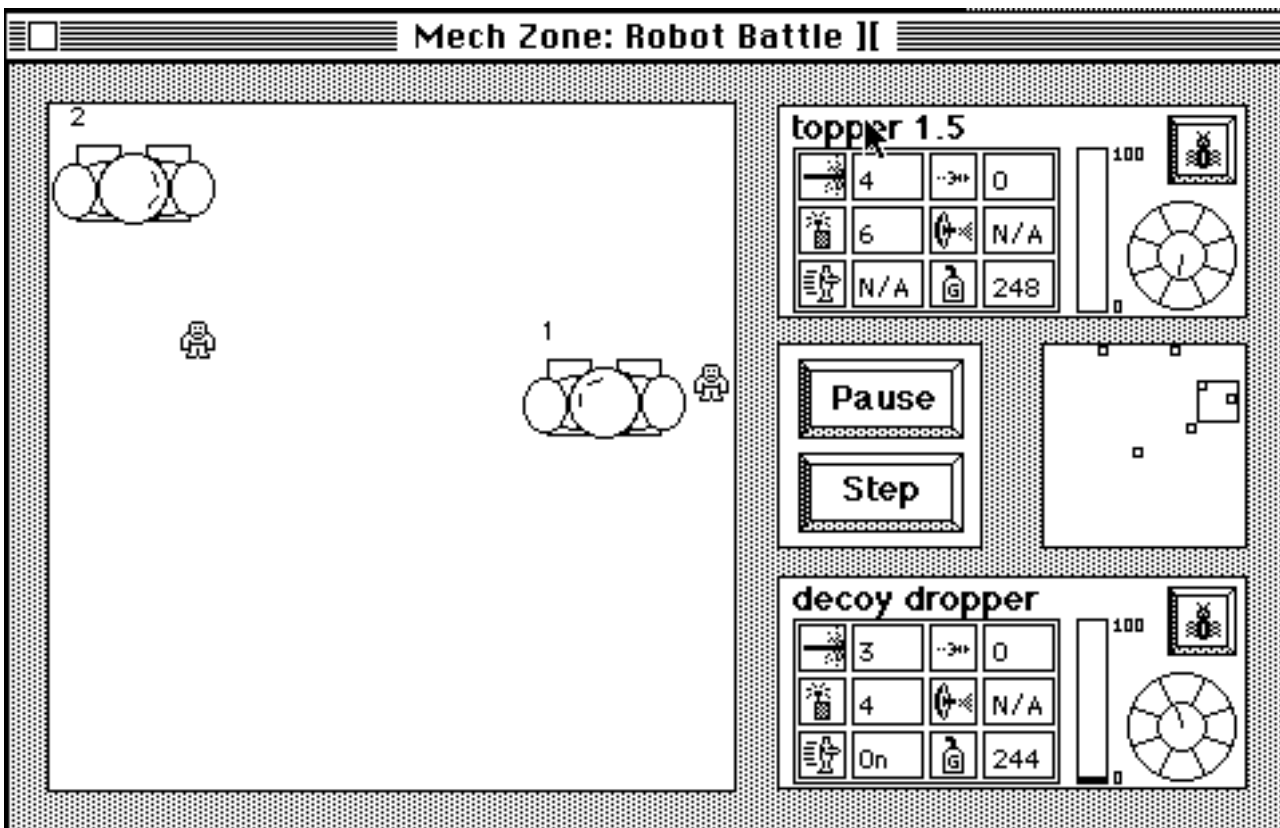 Mech Zone: Robot Battle ][
2
1
topper 1.5
4 0
6 N/A
N/A G 248
100
0
Pause
Step
decoy dropper
3 0
4 N/A
On G 244
100
0